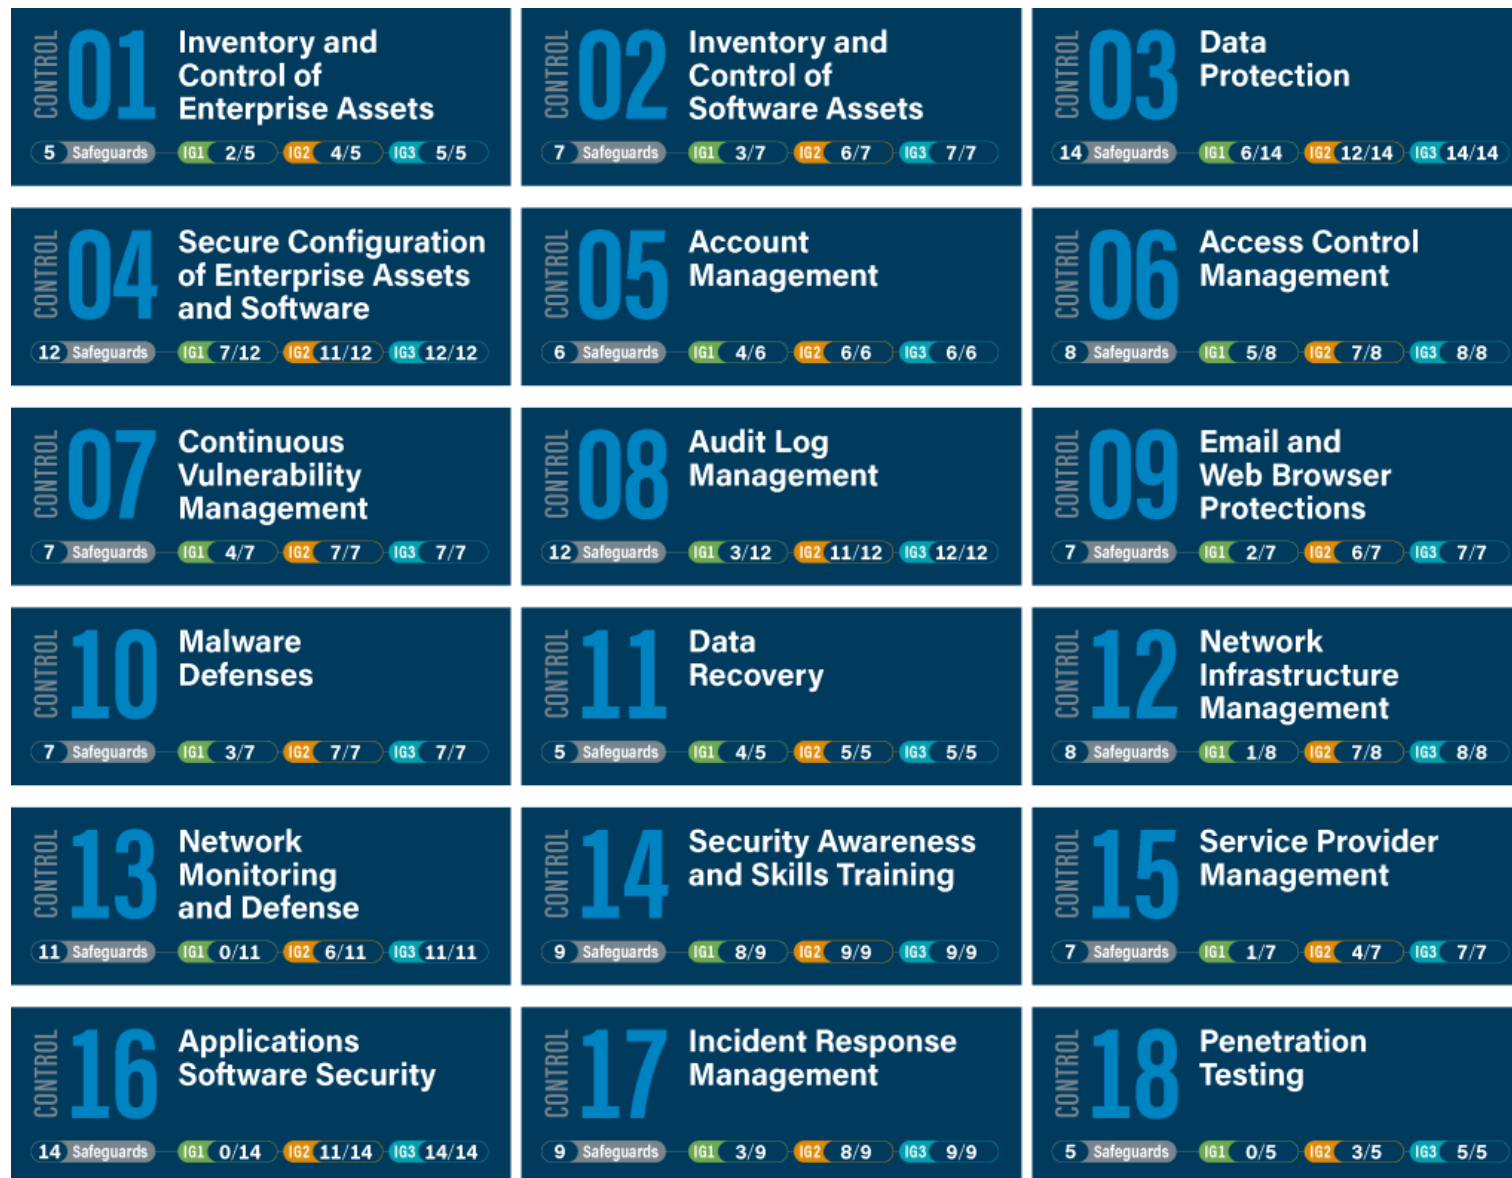 CONTROL 01
Inventory and
Control of
Enterprise Assets
5 Safeguards IG1 2/5 IG2 4/5 IG3 5/5
CONTROL 02
Inventory and
Control of
Software Assets
7 Safeguards IG1 3/7 IG2 6/7 IG3 7/7
CONTROL 03
Data
Protection
14 Safeguards IG1 6/14 IG2 12/14 IG3 14/14
CONTROL 04
Secure Configuration
of Enterprise Assets
and Software
12 Safeguards IG1 7/12 IG2 11/12 IG3 12/12
CONTROL 05
Account
Management
6 Safeguards IG1 4/6 IG2 6/6 IG3 6/6
CONTROL 06
Access Control
Management
8 Safeguards IG1 5/8 IG2 7/8 IG3 8/8
CONTROL 07
Continuous
Vulnerability
Management
7 Safeguards IG1 4/7 IG2 7/7 IG3 7/7
CONTROL 08
Audit Log
Management
12 Safeguards IG1 3/12 IG2 11/12 IG3 12/12
CONTROL 09
Email and
Web Browser
Protections
7 Safeguards IG1 2/7 IG2 6/7 IG3 7/7
CONTROL 10
Malware
Defenses
7 Safeguards IG1 3/7 IG2 7/7 IG3 7/7
CONTROL 11
Data
Recovery
5 Safeguards IG1 4/5 IG2 5/5 IG3 5/5
CONTROL 12
Network
Infrastructure
Management
8 Safeguards IG1 1/8 IG2 7/8 IG3 8/8
CONTROL 13
Network
Monitoring
and Defense
11 Safeguards IG1 0/11 IG2 6/11 IG3 11/11
CONTROL 14
Security Awareness
and Skills Training
9 Safeguards IG1 8/9 IG2 9/9 IG3 9/9
CONTROL 15
Service Provider
Management
7 Safeguards IG1 1/7 IG2 4/7 IG3 7/7
CONTROL 16
Applications
Software Security
14 Safeguards IG1 0/14 IG2 11/14 IG3 14/14
CONTROL 17
Incident Response
Management
9 Safeguards IG1 3/9 IG2 8/9 IG3 9/9
CONTROL 18
Penetration
Testing
5 Safeguards IG1 0/5 IG2 3/5 IG3 5/5